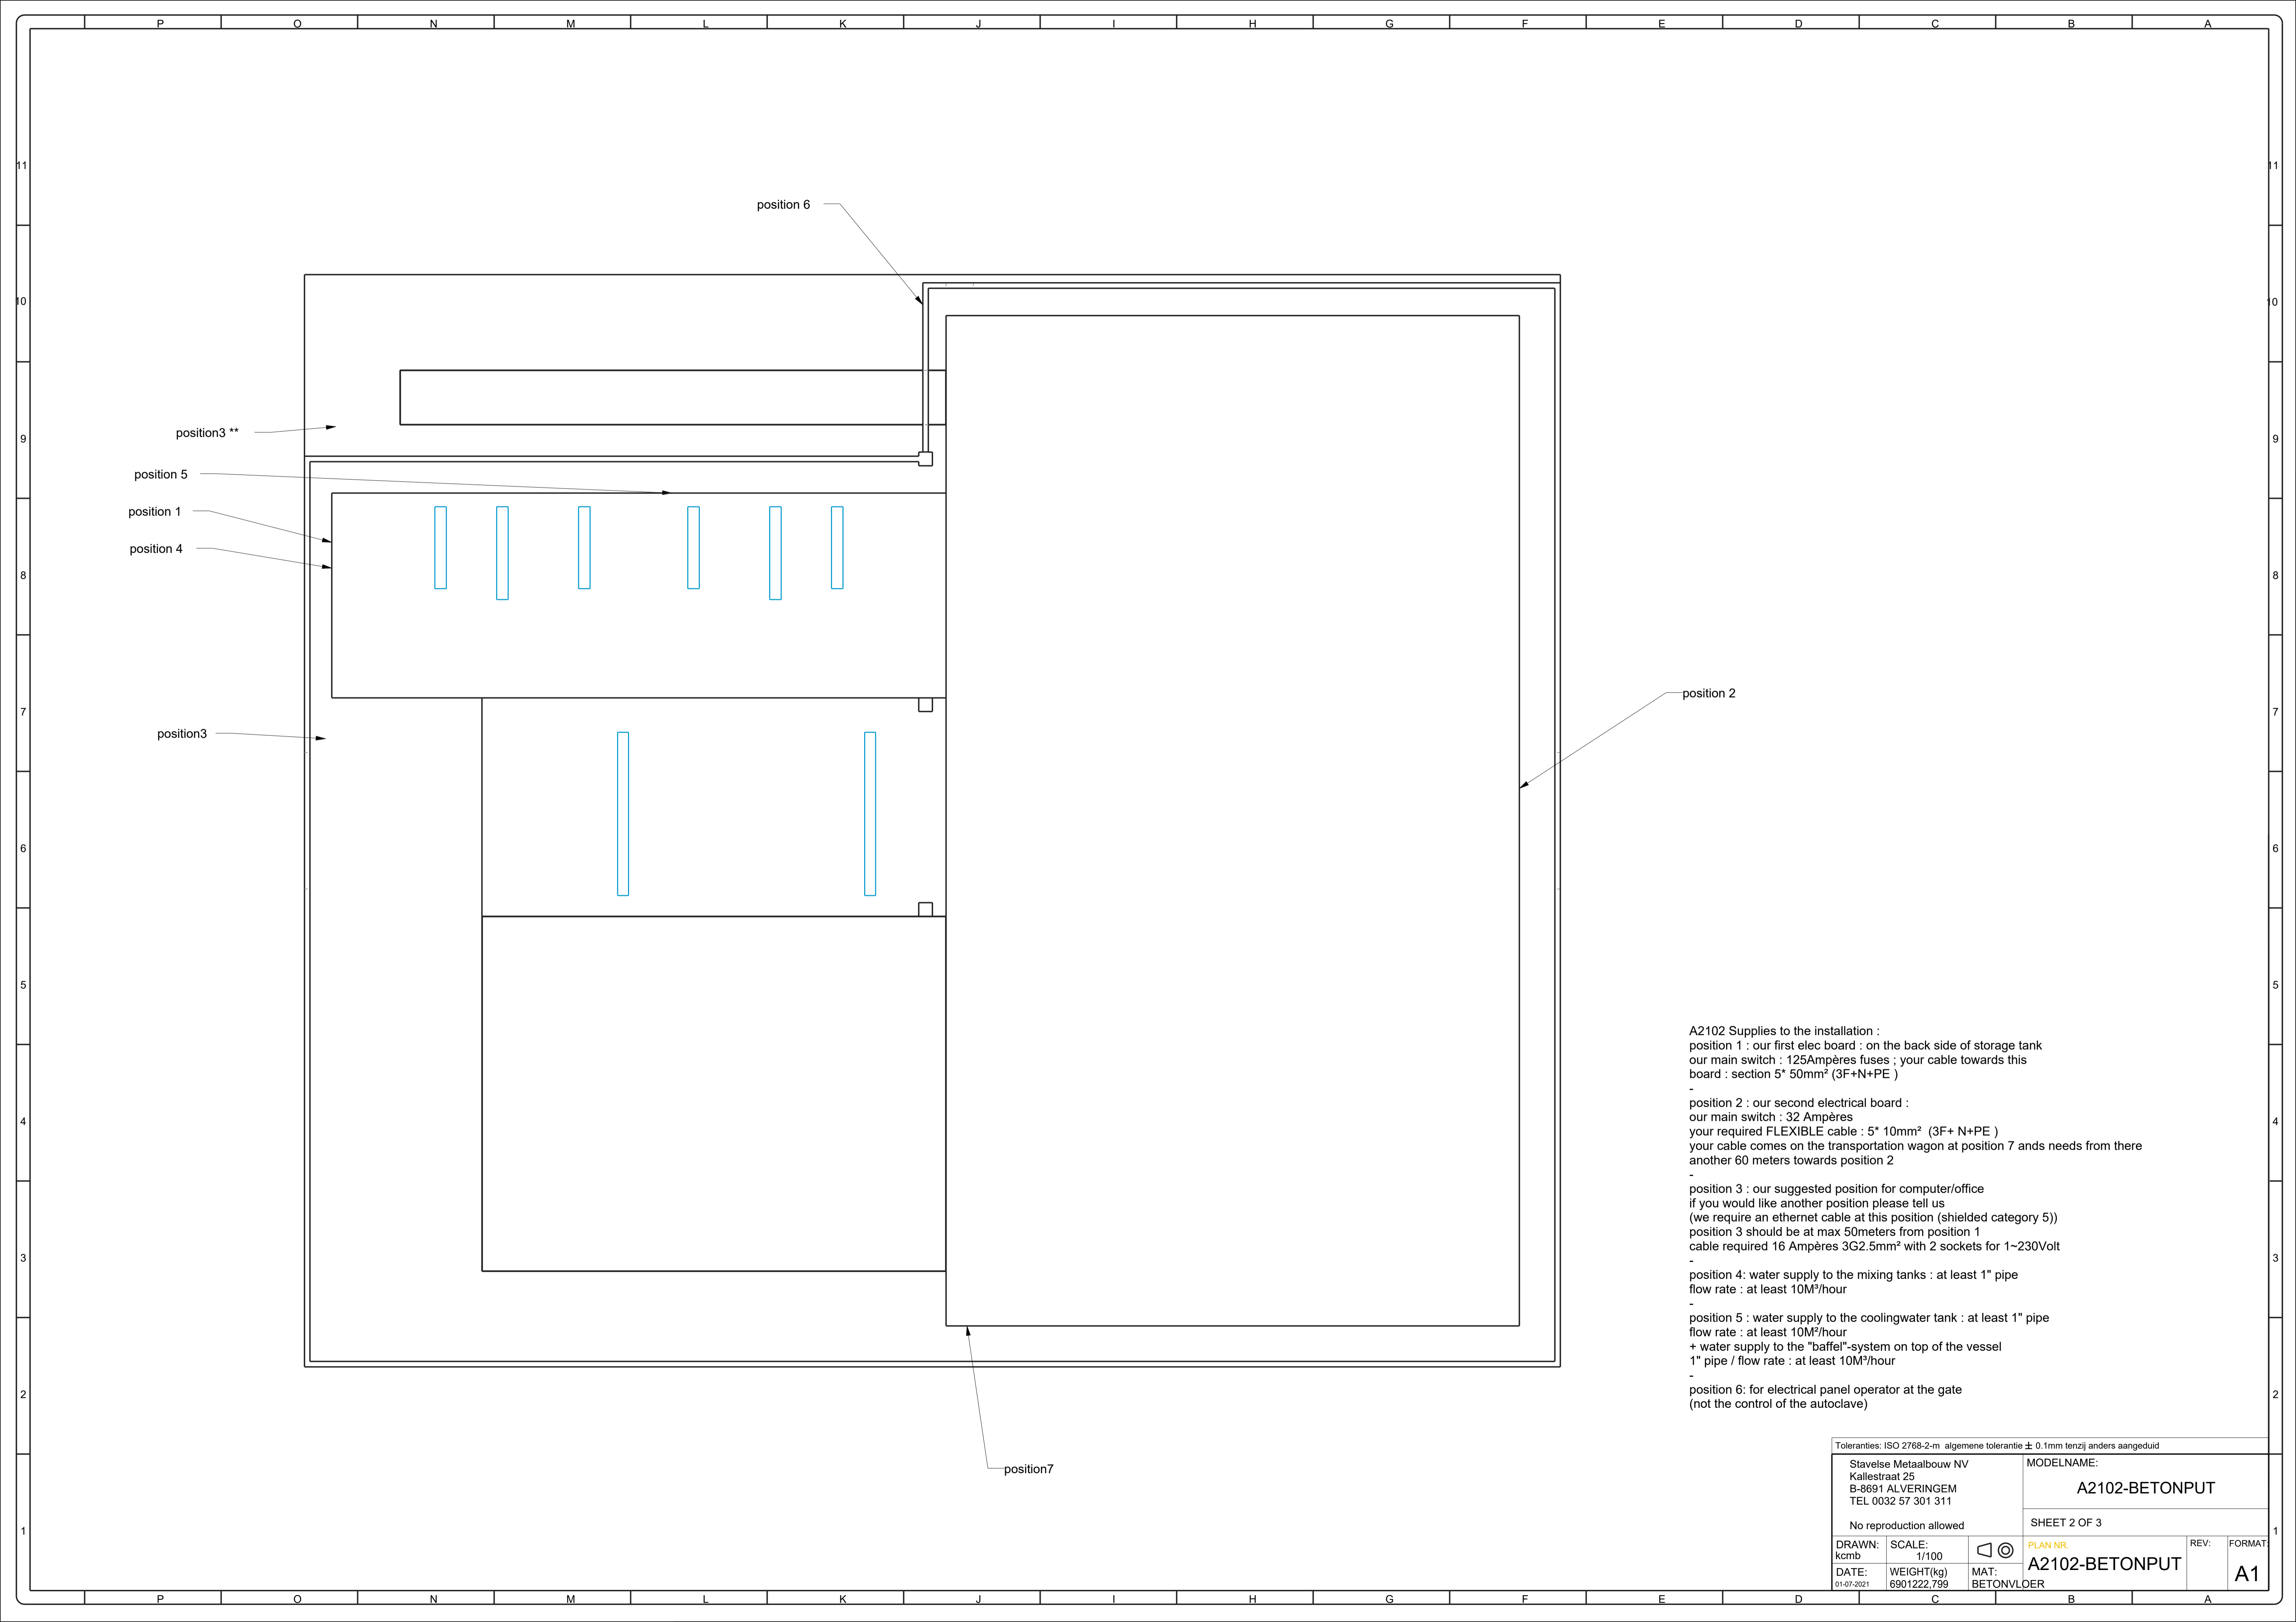 P O N M L K J I H G F E D C B A
11 11
position 6
10 10
position3 **
9 9
position 5
position 1
position 4
8 8
position 2
7 7
position3
6 6
5 5
A2102 Supplies to the installation :
position 1 : our first elec board : on the back side of storage tank
our main switch : 125Ampères fuses ; your cable towards this
board : section 5* 50mm² (3F+N+PE )
-
position 2 : our second electrical board :
our main switch : 32 Ampères
your required FLEXIBLE cable : 5* 10mm²  (3F+ N+PE )
your cable comes on the transportation wagon at position 7 ands needs from there
another 60 meters towards position 2
-
position 3 : our suggested position for computer/office
if you would like another position please tell us
(we require an ethernet cable at this position (shielded category 5))
position 3 should be at max 50meters from position 1
cable required 16 Ampères 3G2.5mm² with 2 sockets for 1~230Volt
-
position 4: water supply to the mixing tanks : at least 1" pipe
flow rate : at least 10M³/hour
-
position 5 : water supply to the coolingwater tank : at least 1" pipe
flow rate : at least 10M²/hour
+ water supply to the "baffel"-system on top of the vessel
1" pipe / flow rate : at least 10M³/hour
-
position 6: for electrical panel operator at the gate
(not the control of the autoclave)
4 4
3 3
2 2
position7
1 1
Toleranties: ISO 2768-2-m  algemene tolerantie ± 0.1mm tenzij anders aangeduid
Stavelse Metaalbouw NV
Kallestraat 25
B-8691 ALVERINGEM
TEL 0032 57 301 311
No reproduction allowed
MODELNAME:
A2102-BETONPUT
SHEET 2 OF 3
DRAWN:
kcmb
SCALE:
1/100
PLAN NR.
A2102-BETONPUT
REV:
FORMAT:
A1
DATE:
01-07-2021
WEIGHT(kg)
6901222,799
MAT:
BETONVLOER
P O N M L K J I H G F E D C B A